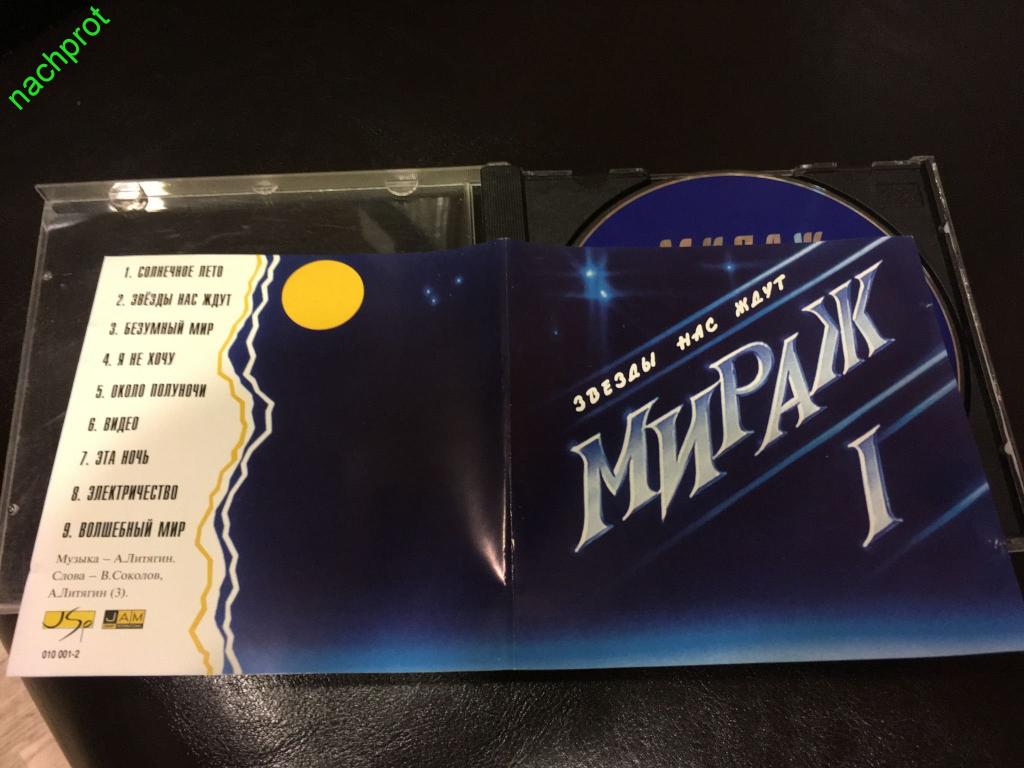 nachprot
1. СОЛНЕЧНОЕ ЛЕТО
2. ЗВЁЗДЫ НАС ЖДУТ
3. БЕЗУМНЫЙ МИР
4. Я НЕ ХОЧУ
5. ОКОЛО ПОЛУНОЧИ
6. ВИДЕО
7. ЭТА НОЧЬ
8. ЭЛЕКТРИЧЕСТВО
9. ВОЛШЕБНЫЙ МИР
Музыка – А.Литягин.
Слова – В.Соколов,
А.Литягин (3).
JSP
JAM
010 001-2
МИРАЖ
ЗВЕЗДЫ НАС ЖДУТ
МИРАЖ
I